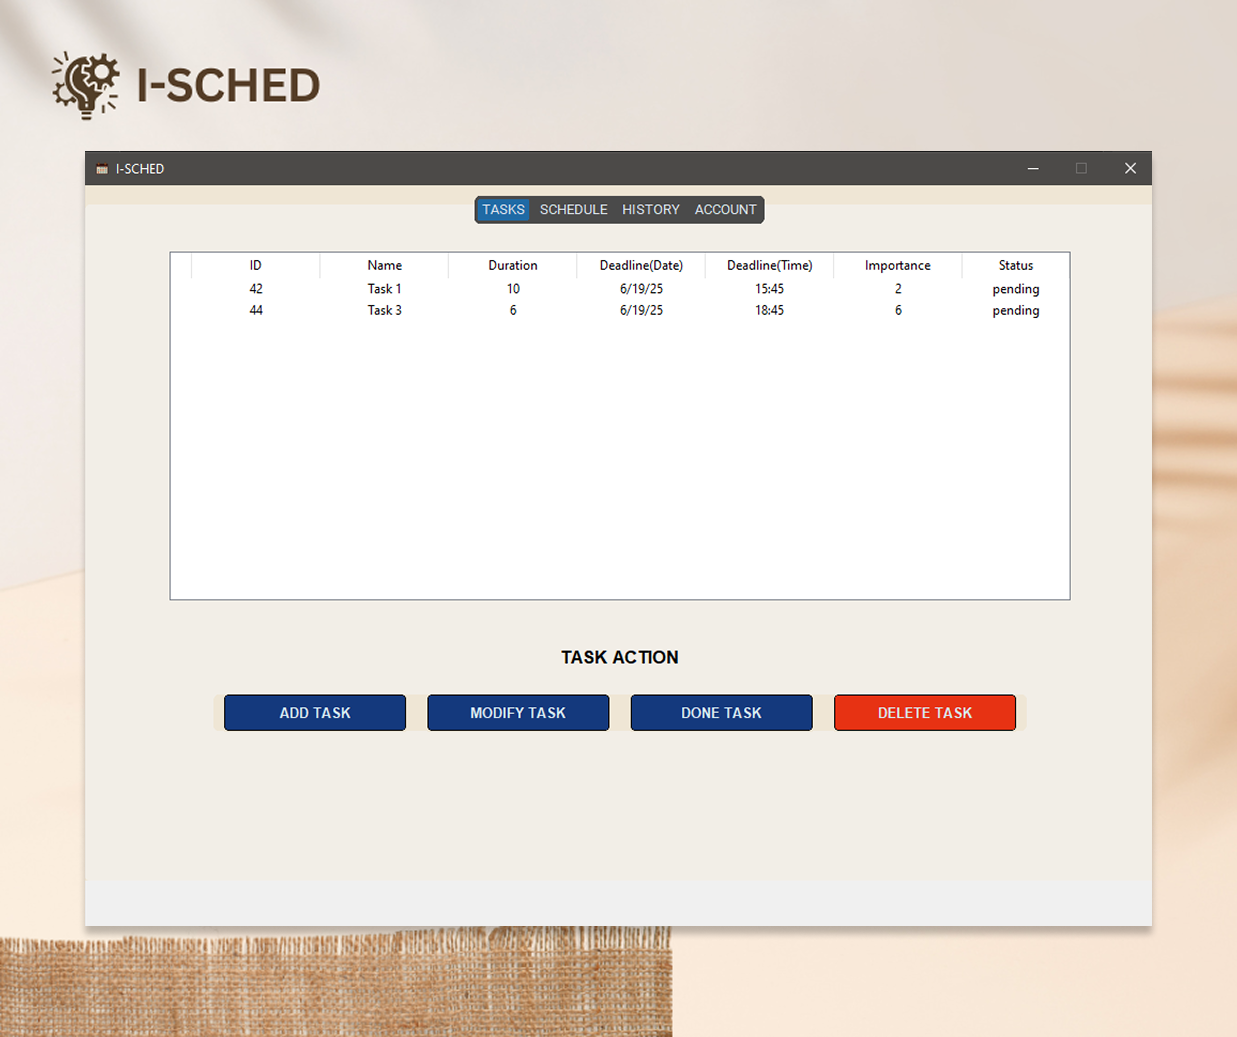 I-SCHED
I-SCHED
TASKS SCHEDULE HISTORY ACCOUNT
ID Name Duration Deadline(Date) Deadline(Time) Importance Status
42 Task 1 10 6/19/25 15:45 2 pending
44 Task 3 6 6/19/25 18:45 6 pending
TASK ACTION
ADD TASK MODIFY TASK DONE TASK DELETE TASK